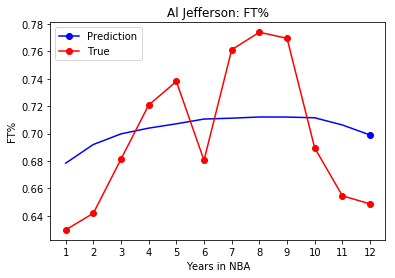 Al Jefferson: FT%
Prediction
True
FT%
0.78
0.76
0.74
0.72
0.70
0.68
0.66
0.64
1 2 3 4 5 6 7 8 9 10 11 12
Years in NBA